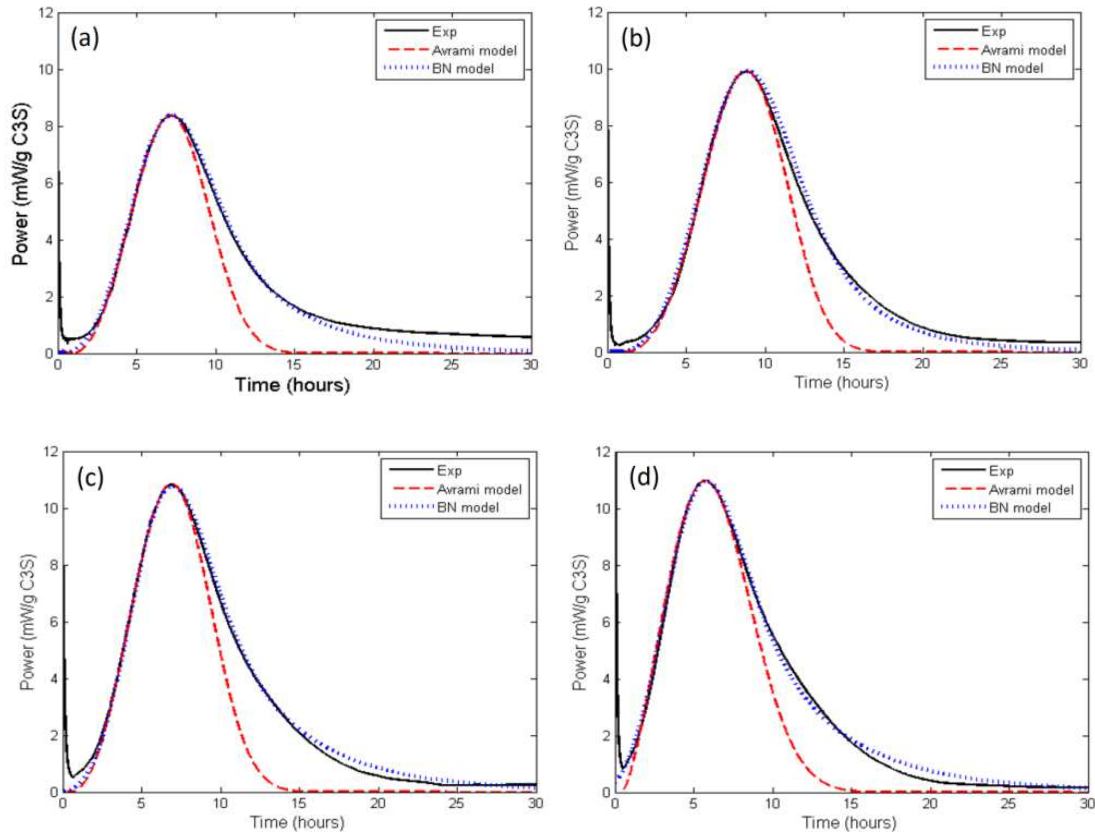 (a)
Exp
Avrami model
BN model
12
10
8
6
4
2
0
Power (mW/g C3S)
0 5 10 15 20 25 30
Time (hours)
(b)
Exp
Avrami model
BN model
12
10
8
6
4
2
0
Power (mW/g C3S)
0 5 10 15 20 25 30
Time (hours)
(c)
Exp
Avrami model
BN model
12
10
8
6
4
2
0
Power (mW/g C3S)
0 5 10 15 20 25 30
Time (hours)
(d)
Exp
Avrami model
BN model
12
10
8
6
4
2
0
Power (mW/g C3S)
0 5 10 15 20 25 30
Time (hours)